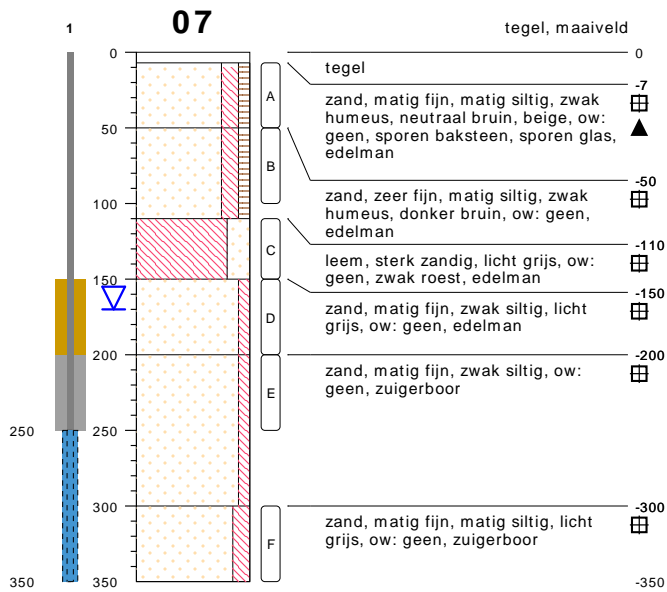 1
07
tegel, maaiveld
0
0
tegel
-7
A
zand, matig fijn, matig siltig, zwak
humeus, neutraal bruin, beige, ow:
geen, sporen baksteen, sporen glas,
edelman
50
-50
B
zand, zeer fijn, matig siltig, zwak
humeus, donker bruin, ow: geen,
edelman
100
-110
C
leem, sterk zandig, licht grijs, ow:
geen, zwak roest, edelman
150
-150
D
zand, matig fijn, zwak siltig, licht
grijs, ow: geen, edelman
200
-200
E
zand, matig fijn, zwak siltig, ow:
geen, zuigerboor
250
250
300
-300
F
zand, matig fijn, matig siltig, licht
grijs, ow: geen, zuigerboor
350
350
-350